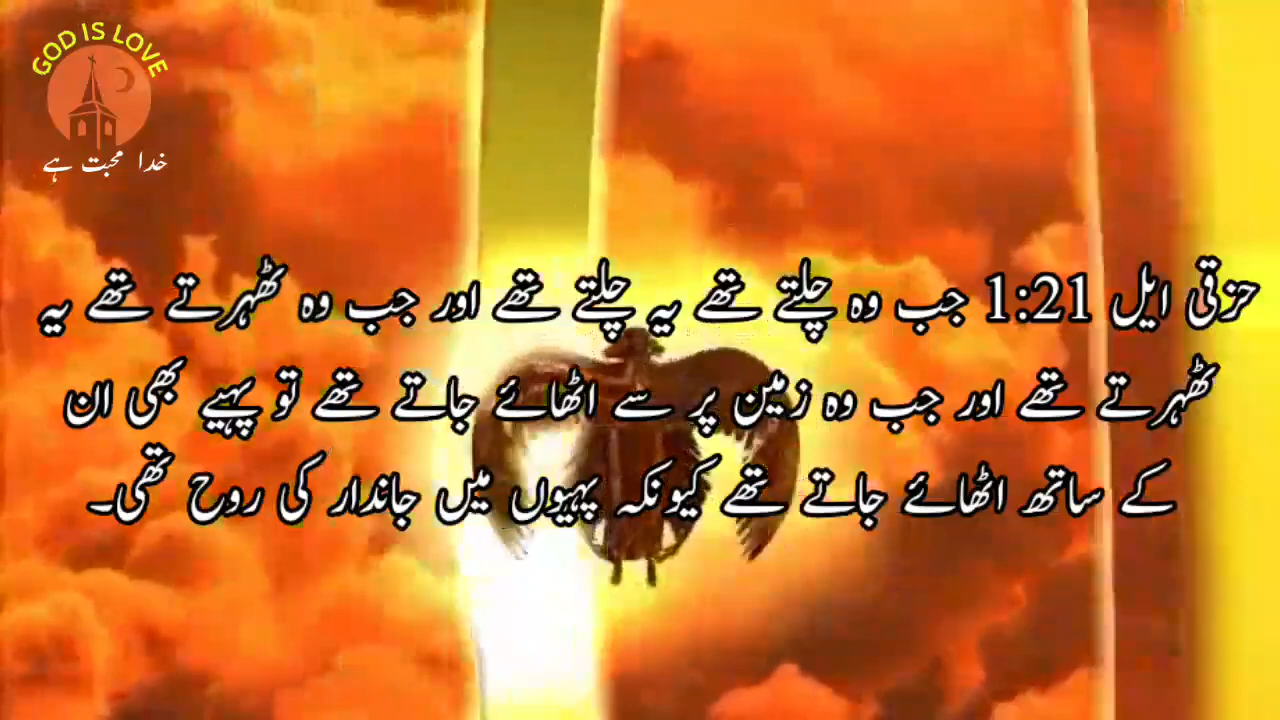 GOD IS LOVE
خدا محبت ہے
حزقی ایل 1:21 جب وہ چلتے تھے یہ چلتے تھے اور جب وہ ٹھہرتے تھے یہ
ٹھہرتے تھے اور جب وہ زمین پر سے اٹھائے جاتے تھے تو پہیے بھی ان
کے ساتھ اٹھائے جاتے تھے کیونکہ پہیوں میں جاندار کی روح تھی۔